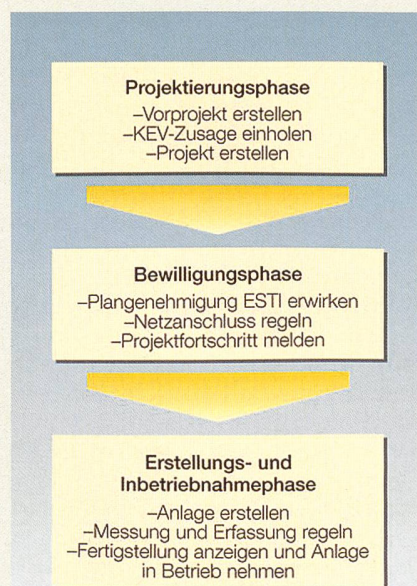 Projektierungsphase
–Vorprojekt erstellen
–KEV-Zusage einholen
–Projekt erstellen
Bewilligungsphase
–Plangenehmigung ESTI erwirken
–Netzanschluss regeln
–Projektfortschritt melden
Erstellungs- und
Inbetriebnahmephase
–Anlage erstellen
–Messung und Erfassung regeln
–Fertigstellung anzeigen und Anlage
in Betrieb nehmen